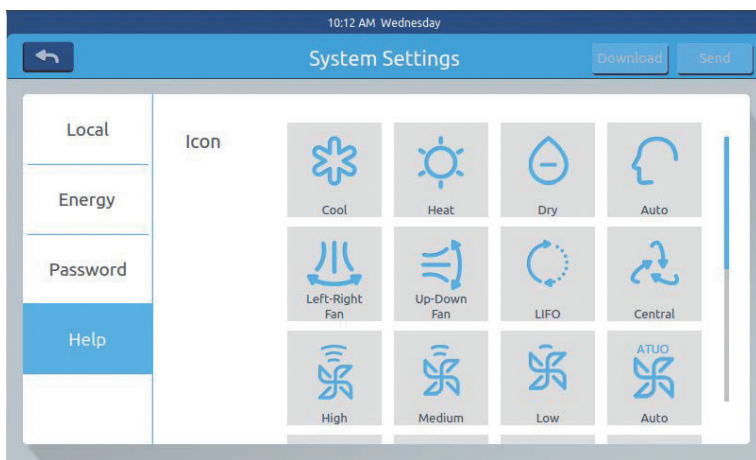 10:12 AM Wednesday
System Settings
Download
Send
Local
Energy
Password
Help
Icon
Cool
Heat
Dry
Auto
Left-Right
Fan
Up-Down
Fan
LIFO
Central
High
Medium
Low
ATUO
Auto